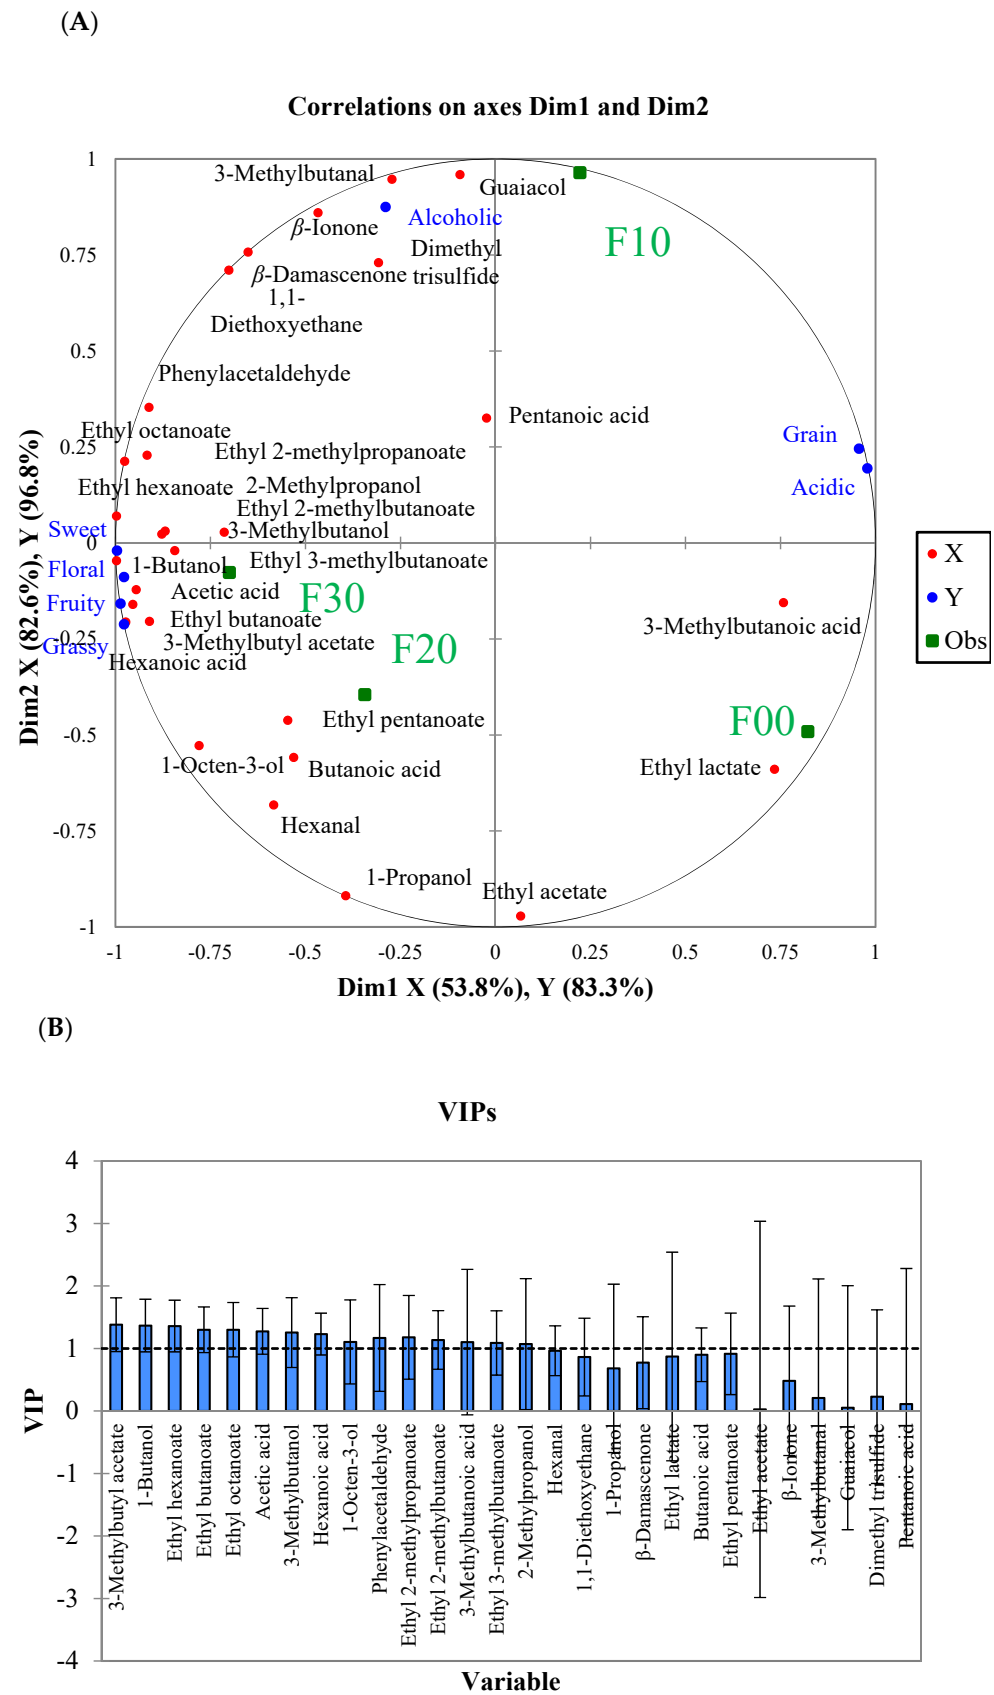 (A)
Correlations on axes Dim1 and Dim2
1
3-Methylbutanal
Guaiacol
Alcoholic
β-Ionone
F10
Dimethyl
trisulfide
0.75
β-Damascenone
1,1-
Diethoxyethane
0.5
Phenylacetaldehyde
Pentanoic acid
Ethyl octanoate
Grain
0.25
Ethyl 2-methylpropanoate
Ethyl hexanoate
2-Methylpropanol
Acidic
Ethyl 2-methylbutanoate
Sweet
3-Methylbutanol
0
Floral
1-Butanol
Ethyl 3-methylbutanoate
Acetic acid
F30
Fruity
Ethyl butanoate
3-Methylbutanoic acid
-0.25
Grassy
3-Methylbutyl acetate
F20
Hexanoic acid
Ethyl pentanoate
F00
-0.5
1-Octen-3-ol
Butanoic acid
Ethyl lactate
Hexanal
-0.75
1-Propanol
Ethyl acetate
-1
-1 -0.75 -0.5 -0.25 0 0.25 0.5 0.75 1
Dim1 X (53.8%), Y (83.3%)
Dim2 X (82.6%), Y (96.8%)
X
Y
Obs
(B)
VIPs
4
3
2
1
0
-1
-2
-3
-4
VIP
3-Methylbutyl acetate
1-Butanol
Ethyl hexanoate
Ethyl butanoate
Ethyl octanoate
Acetic acid
3-Methylbutanol
Hexanoic acid
1-Octen-3-ol
Phenylacetaldehyde
Ethyl 2-methylpropanoate
Ethyl 2-methylbutanoate
3-Methylbutanoic acid
Ethyl 3-methylbutanoate
2-Methylpropanol
Hexanal
1,1-Diethoxyethane
1-Propanol
β-Damascenone
Ethyl lactate
Butanoic acid
Ethyl pentanoate
Ethyl acetate
β-Ionone
3-Methylbutanal
Guaiacol
Dimethyl trisulfide
Pentanoic acid
Variable